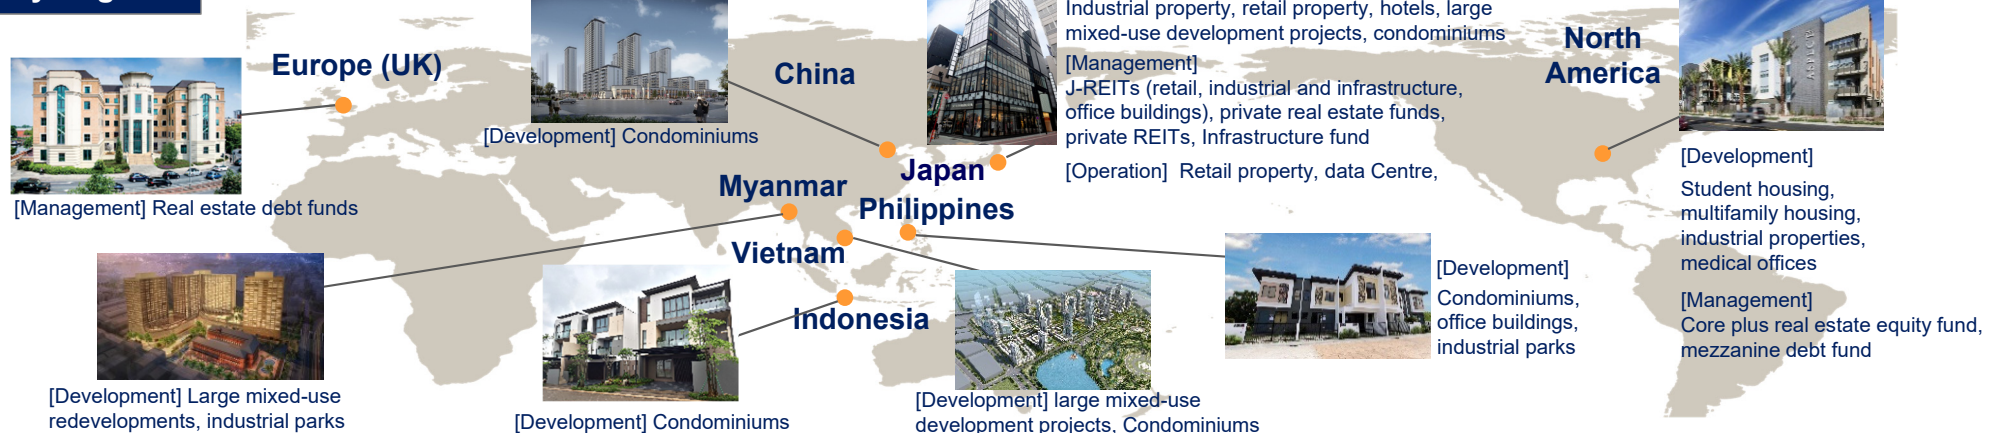 Europe (UK)
[Management] Real estate debt funds
China
[Development] Condominiums
Japan
Industrial property, retail property, hotels, large
mixed-use development projects, condominiums
[Management]
J-REITs (retail, industrial and infrastructure,
office buildings), private real estate funds,
private REITs, Infrastructure fund
[Operation] Retail property, data Centre,
North
America
[Development]
Student housing,
multifamily housing,
industrial properties,
medical offices
[Management]
Core plus real estate equity fund,
mezzanine debt fund
Myanmar
[Development] Large mixed-use
redevelopments, industrial parks
Philippines
[Development]
Condominiums,
office buildings,
industrial parks
Vietnam
[Development] large mixed-use
development projects, Condominiums
Indonesia
[Development] Condominiums